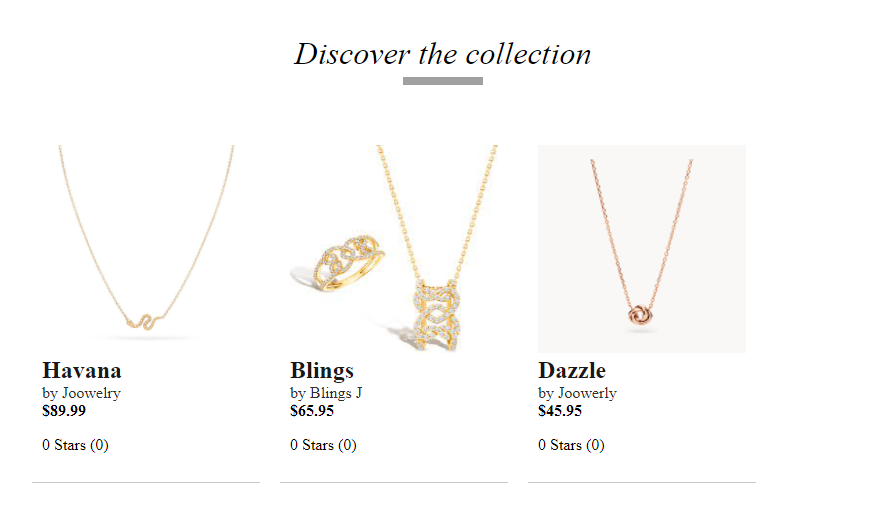 Discover the collection
Havana
by Joowelry
$89.99
0 Stars (0)
Blings
by Blings J
$65.95
0 Stars (0)
Dazzle
by Joowerly
$45.95
0 Stars (0)